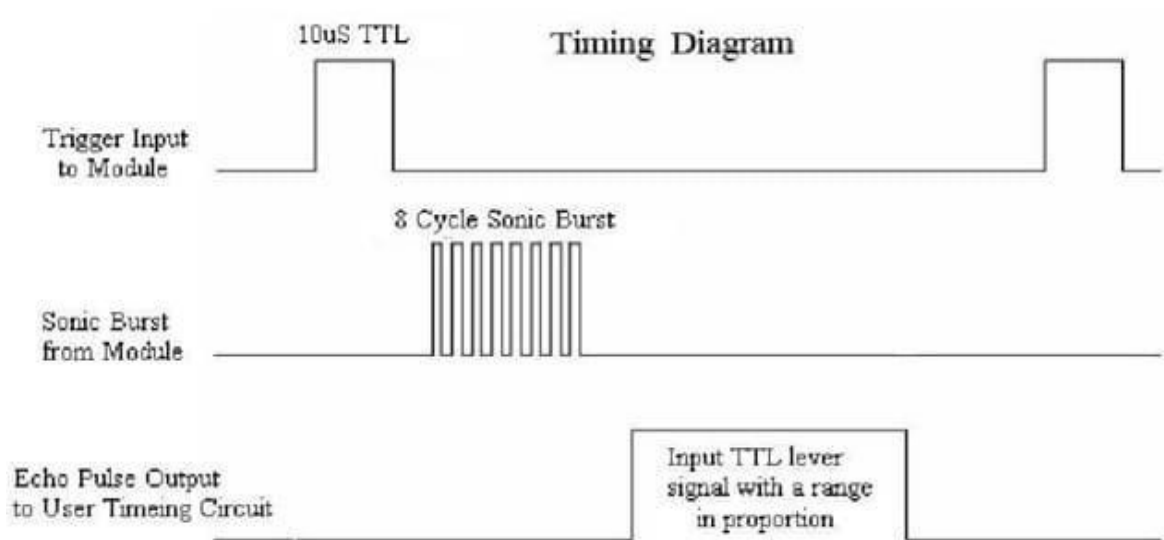 10uS TTL
Timing Diagram
Trigger Input
to Module
8 Cycle Sonic Burst
Sonic Burst
from Module
Echo Pulse Output
to User Timeing Circuit
Input TTL lever
signal with a range
in proportion